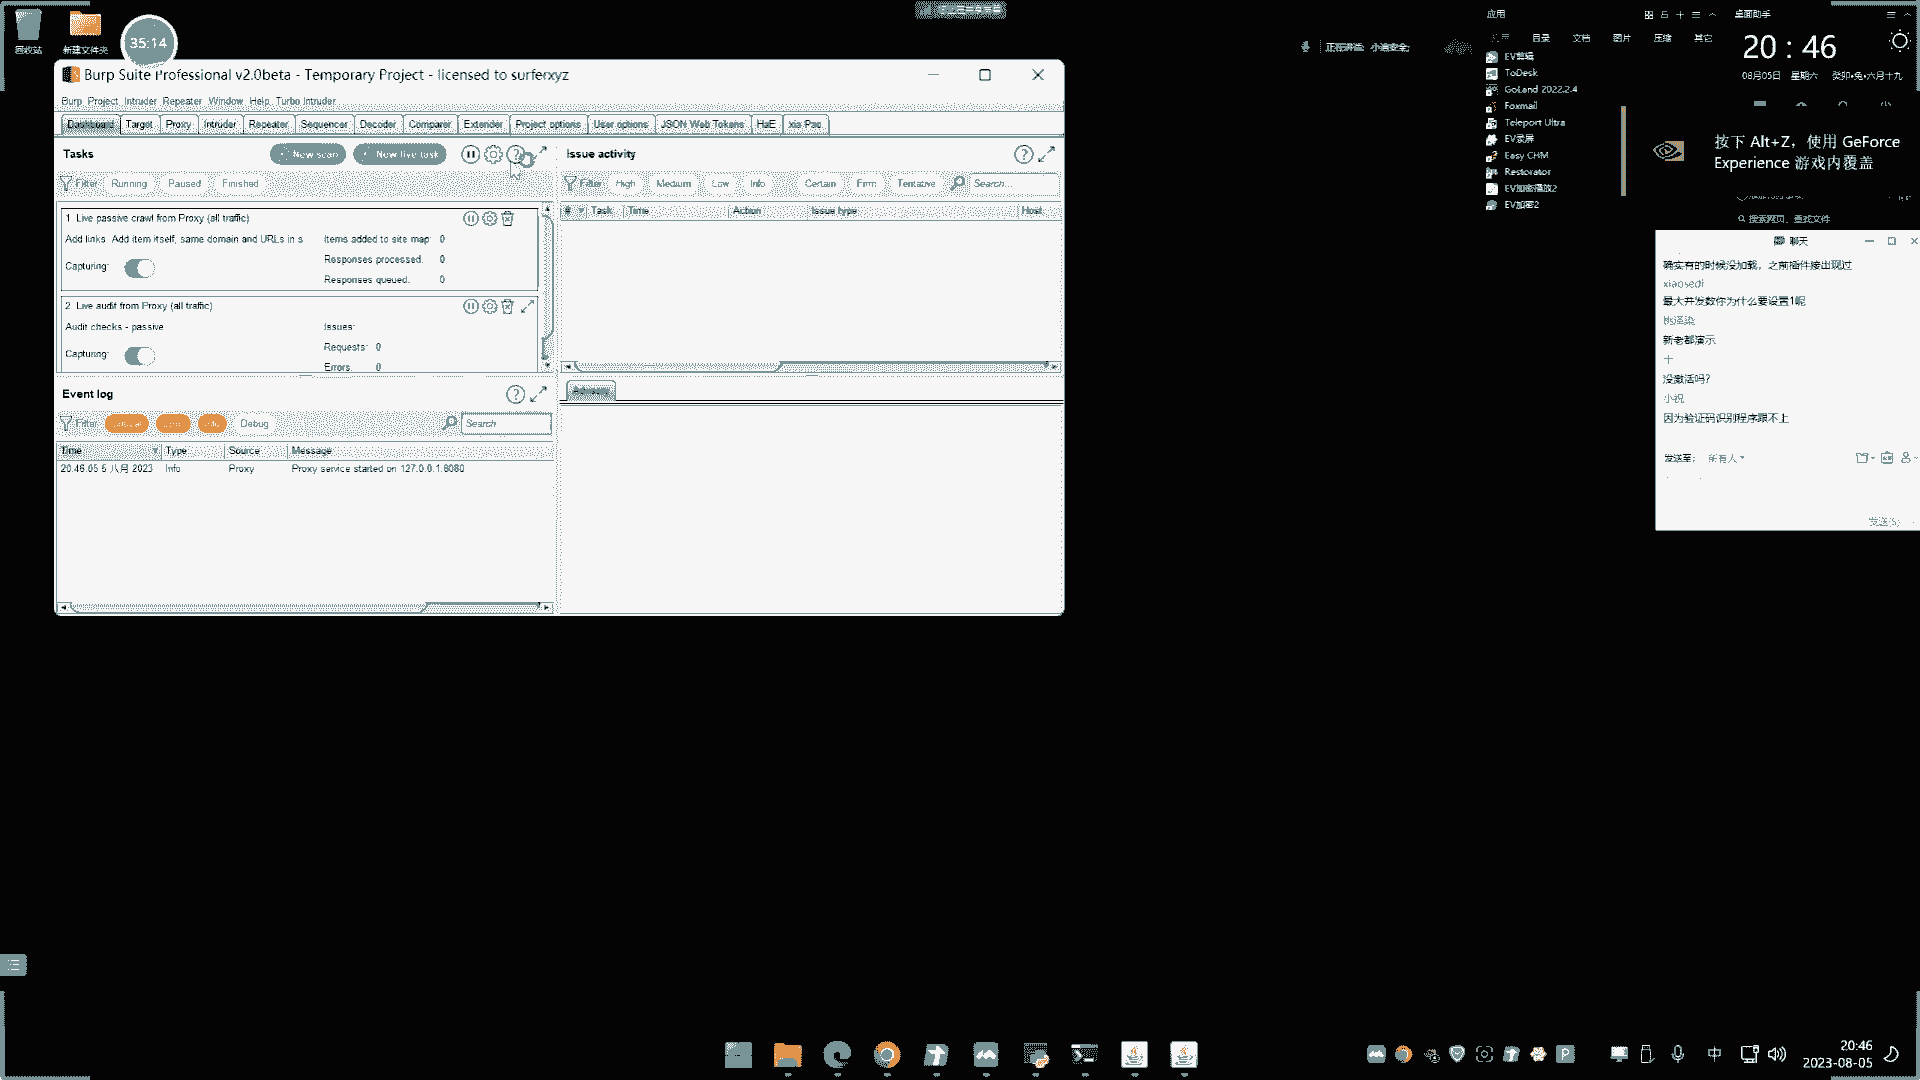 回收站
新建文件夹
35:14
Burp Suite Professional v2.0beta - Temporary Project - licensed to surferxyz
Burp Project Intruder Repeater Window Help Turbo Intruder
Dashboard Target Proxy Intruder Repeater Sequencer Decoder Comparer Extender Project options User options JSON Web Tokens HaE xia Pao
Tasks
New scan
New live task
Filter Running Paused Finished
1 Live passive crawl from Proxy (all traffic)
Add links. Add item itself, same domain and URLs in s
Items added to site map: 0
Responses processed: 0
Capturing:
Responses queued: 0
2 Live audit from Proxy (all traffic)
Audit checks - passive
Issues:
Requests: 0
Capturing:
Errors: 0
Issue activity
Filter High Medium Low Info Certain Firm Tentative Search...
# Task Time Action Issue type Host
Advisory
Event log
Filter Critical Error Info Debug Search
Time Type Source Message
20:46:05 5 八月 2023 Info Proxy Proxy service started on 127.0.0.1:8080
正在讲话: 小迪安全;
应用
目录 文档 图片 压缩 其它
EV剪辑
ToDesk
GoLand 2022.2.4
Foxmail
Teleport Ultra
EV录屏
Easy CHM
Restorator
EV加密播放2
EV加密2
桌面助手
20 : 46
08月05日 星期六 癸卯•兔•六月十九
按下 Alt+Z，使用 GeForce
Experience 游戏内覆盖
搜索网页、查找文件
聊天
确实有的时候没加载，之前插件接出现过
xiaosedi
最大并发数你为什么要设置1呢
新老都演示
十
没激活吗?
小祝
因为验证码识别程序跟不上
发送至: 所有人
发送(S)
中
20:46
2023-08-05